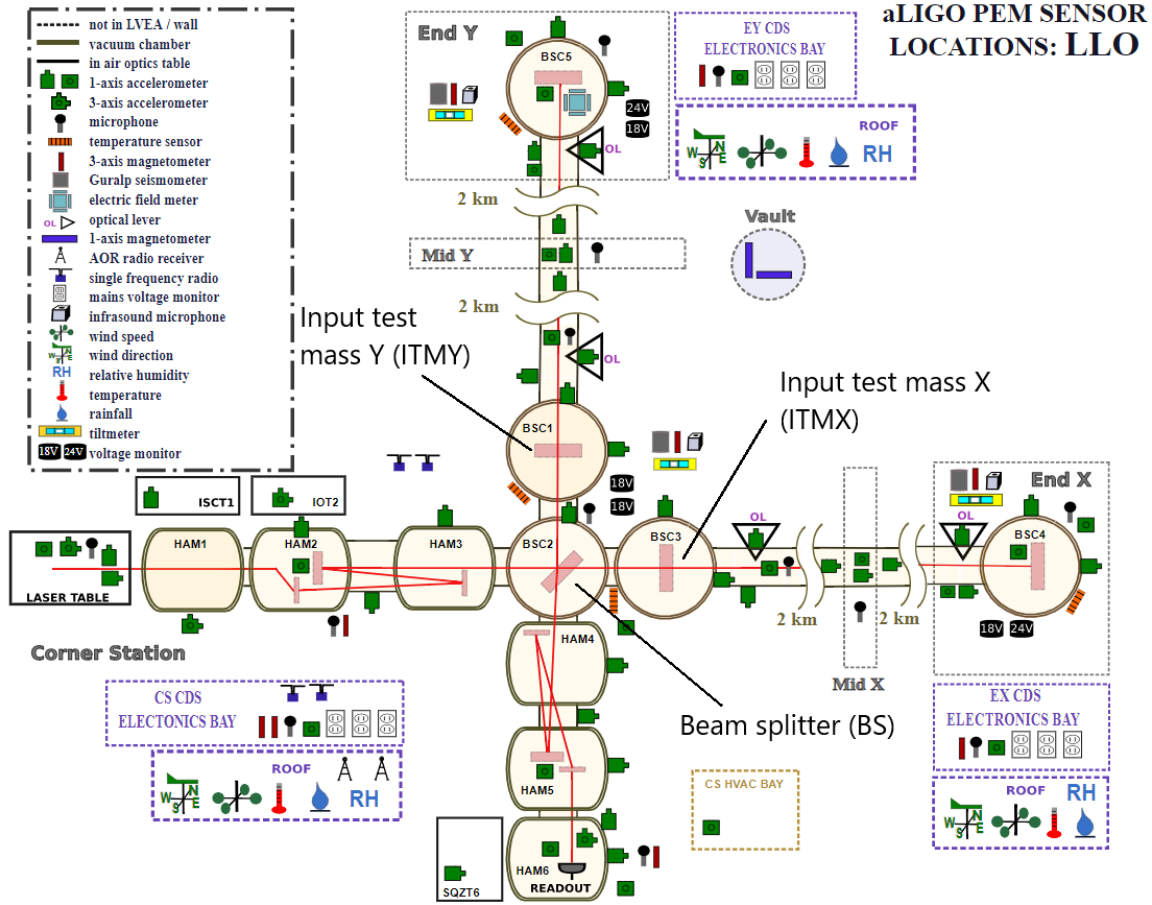 aLIGO PEM SENSOR
LOCATIONS: LLO
not in LVEA / wall
vacuum chamber
in air optics table
1-axis accelerometer
3-axis accelerometer
microphone
temperature sensor
3-axis magnetometer
Guralp seismometer
electric field meter
OL optical lever
1-axis magnetometer
AOR radio receiver
single frequency radio
mains voltage monitor
infrasound microphone
wind speed
W S N E wind direction
RH relative humidity
temperature
rainfall
tiltmeter
18V 24V voltage monitor
End Y
BSC5
24V
18V
OL
EY CDS
ELECTRONICS BAY
ROOF
W S N E
RH
2 km
2 km
Mid Y
Vault
2 km
2 km
Input test
mass Y (ITMY)
OL
Input test mass X
(ITMX)
BSC1
18V
18V
ISCT1
IOT2
HAM1
HAM2
HAM3
BSC2
BSC3
OL
OL
End X
BSC4
LASER TABLE
2 km
2 km
18V 24V
Mid X
Corner Station
HAM4
Beam splitter (BS)
CS CDS
ELECTONICS BAY
ROOF
W S N E
RH
HAM5
CS HVAC BAY
EX CDS
ELECTRONICS BAY
ROOF
RH
W S N E
SQZT6
HAM6
READOUT